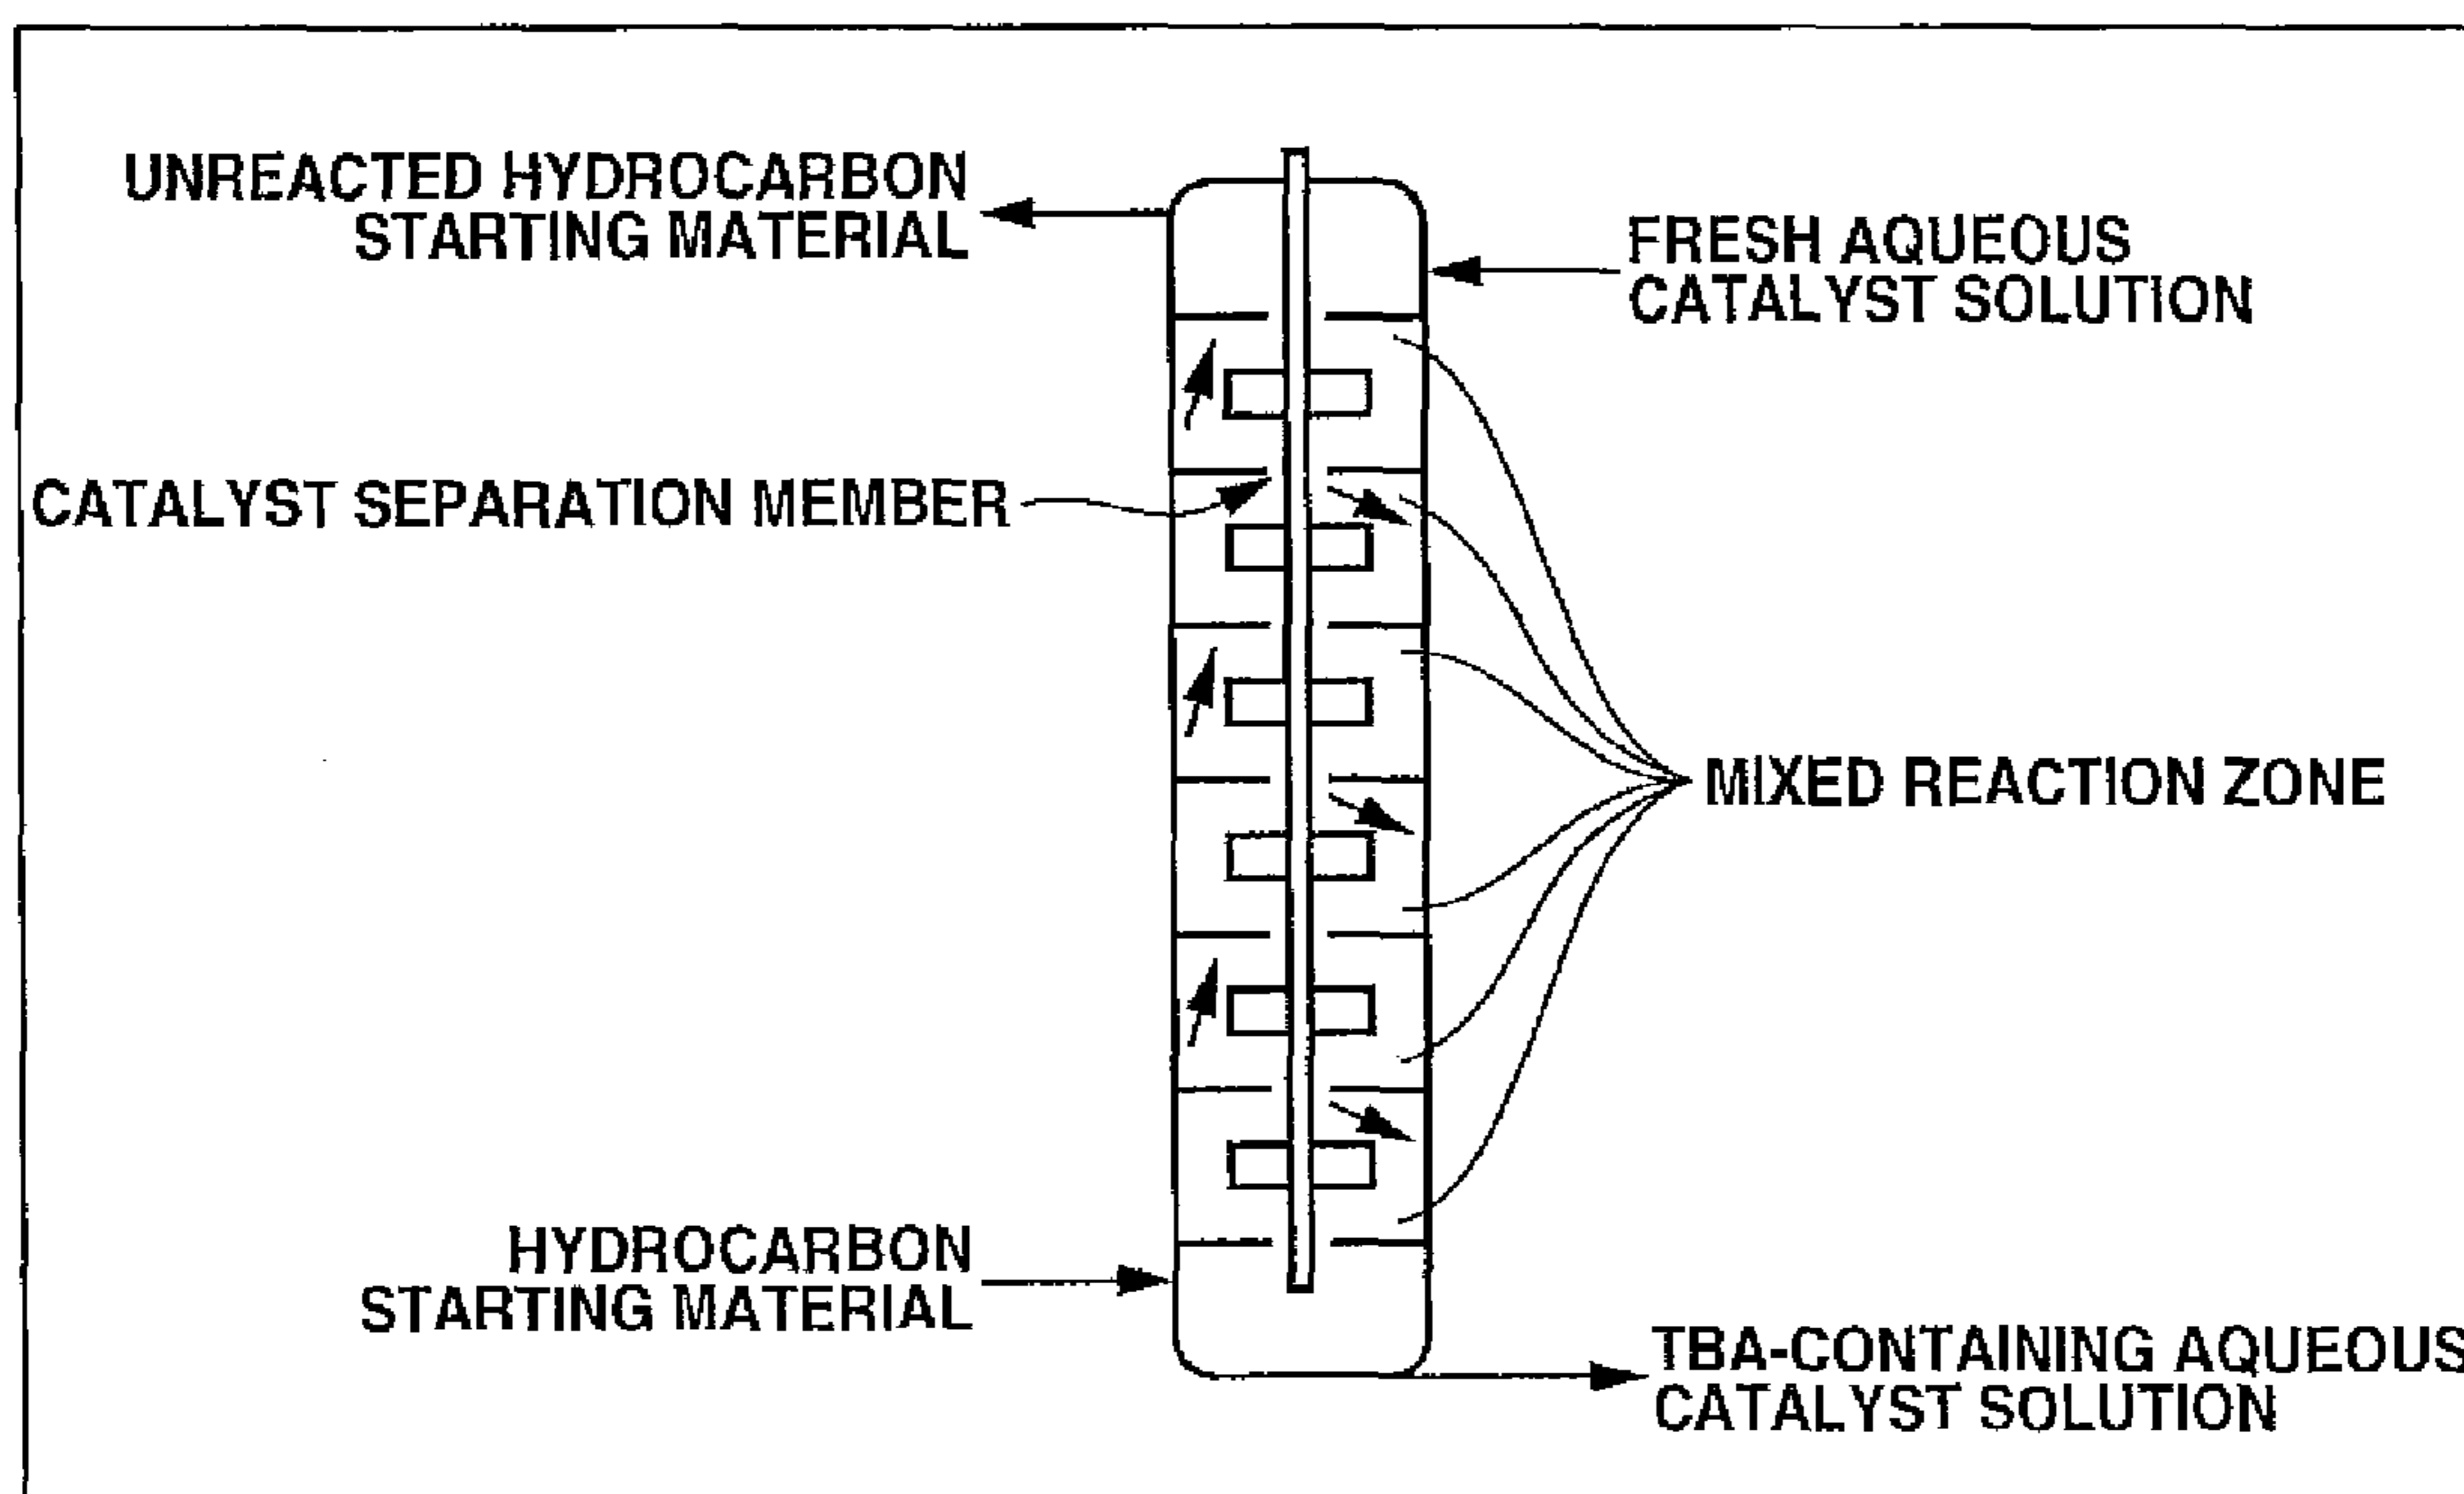 UNREACTED HYDROCARBON
STARTING MATERIAL
FRESH AQUEOUS
CATALYST SOLUTION
CATALYST SEPARATION MEMBER
MIXED REACTION ZONE
HYDROCARBON
STARTING MATERIAL
TBA-CONTAINING AQUEOUS
CATALYST SOLUTION